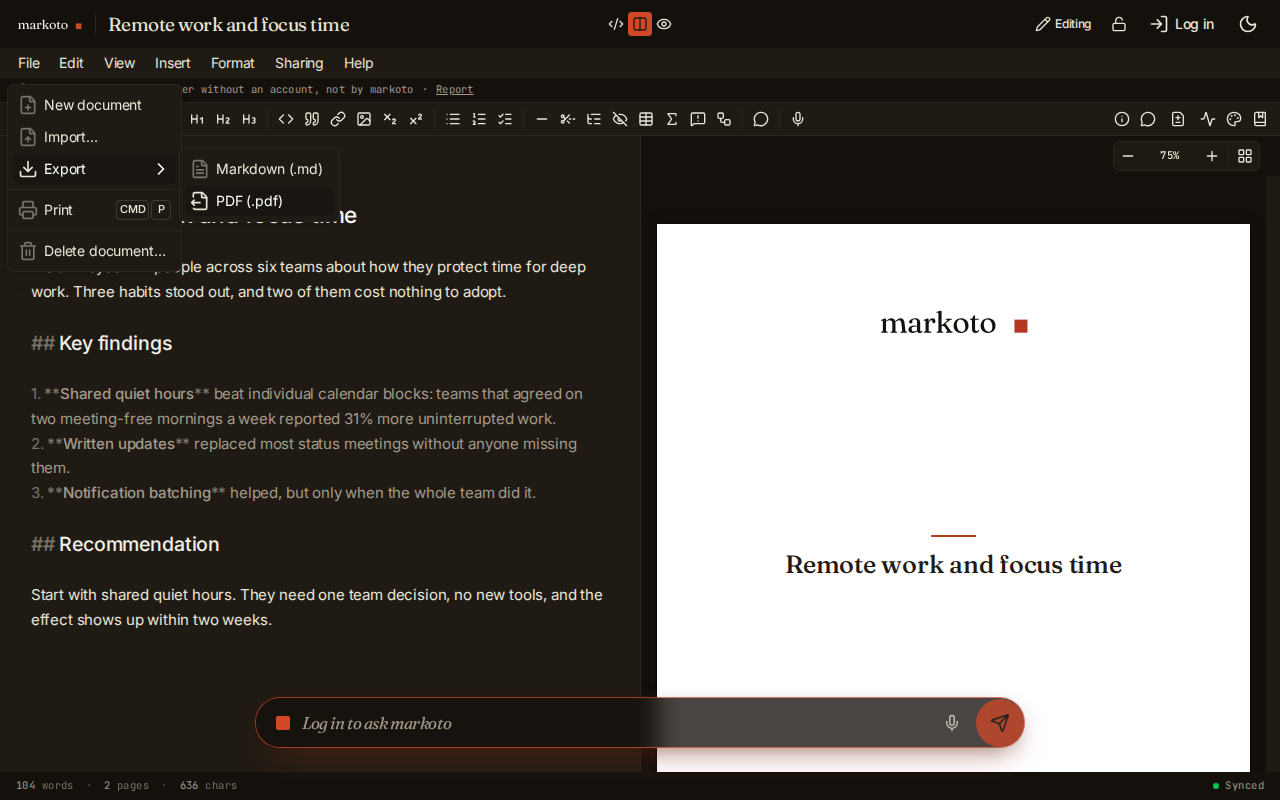 markoto
Remote work and focus time
Editing
Log in
File Edit View Insert Format Sharing Help
er without an account, not by markoto · Report
New document
Import...
Export
Print CMD P
Delete document...
Markdown (.md)
PDF (.pdf)
H1 H2 H3
75%
time
people across six teams about how they protect time for deep
work. Three habits stood out, and two of them cost nothing to adopt.
## Key findings
1. **Shared quiet hours** beat individual calendar blocks: teams that agreed on
two meeting-free mornings a week reported 31% more uninterrupted work.
2. **Written updates** replaced most status meetings without anyone missing
them.
3. **Notification batching** helped, but only when the whole team did it.
## Recommendation
Start with shared quiet hours. They need one team decision, no new tools, and the
effect shows up within two weeks.
markoto
Remote work and focus time
Log in to ask markoto
104 words · 2 pages · 636 chars
Synced